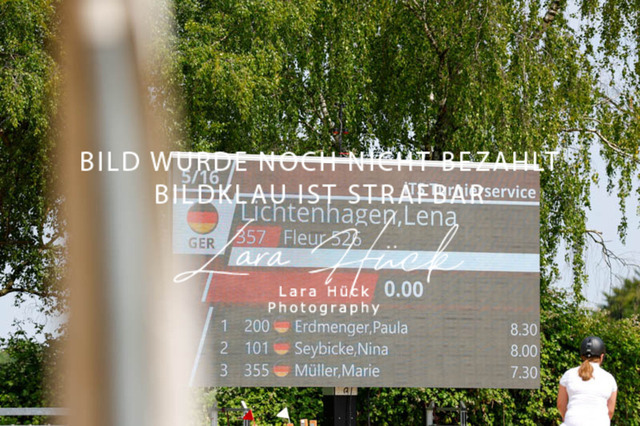 BILD WURDE NOCH NICHT BEZAHLT
5/16
TS Turnierservice
BILDKLAU IST STRAFBAR
Lichtenhagen,Lena
GER
357 Fleur 526
Lara Hück
Lara Hück
Photography
0.00
1 200 Erdmenger,Paula 8.30
2 101 Seybicke,Nina 8.00
3 355 Müller,Marie 7.30